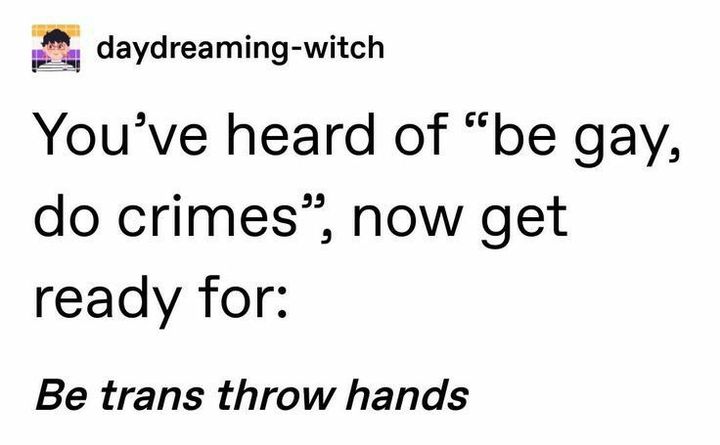 daydreaming-witch
You’ve heard of “be gay,
do crimes”, now get
ready for:
Be trans throw hands